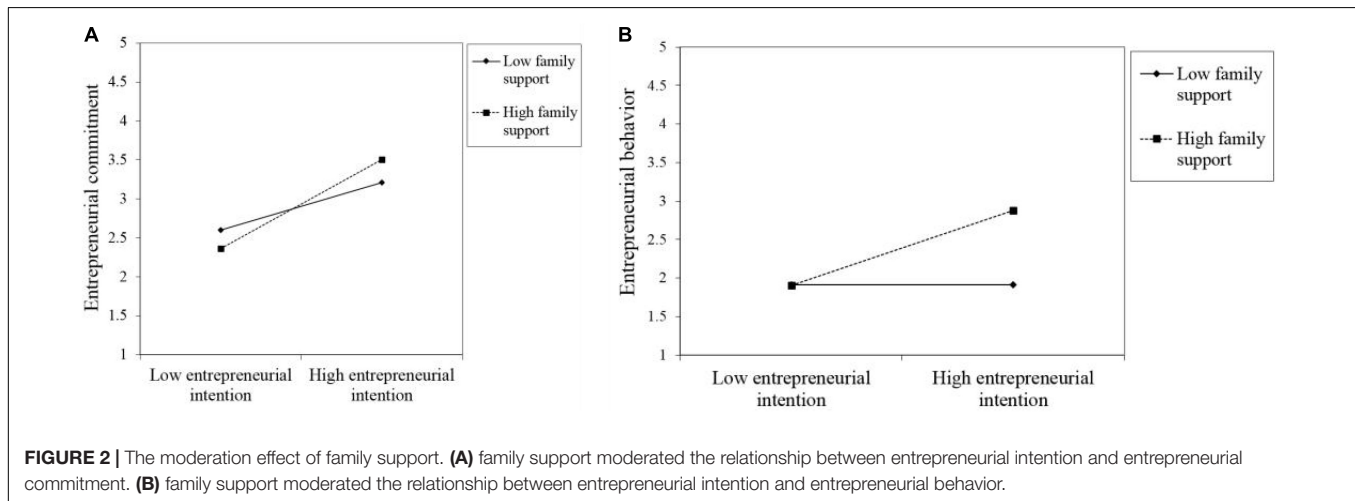 A
5
4.5
4
3.5
3
2.5
2
1.5
1
Entrepreneurial commitment
Low entrepreneurial
intention
High entrepreneurial
intention
Low family
support
High family
support
B
5
4.5
4
3.5
3
2.5
2
1.5
1
Entrepreneurial behavior
Low entrepreneurial
intention
High entrepreneurial
intention
Low family
support
High family
support
FIGURE 2 | The moderation effect of family support. (A) family support moderated the relationship between entrepreneurial intention and entrepreneurial
commitment. (B) family support moderated the relationship between entrepreneurial intention and entrepreneurial behavior.